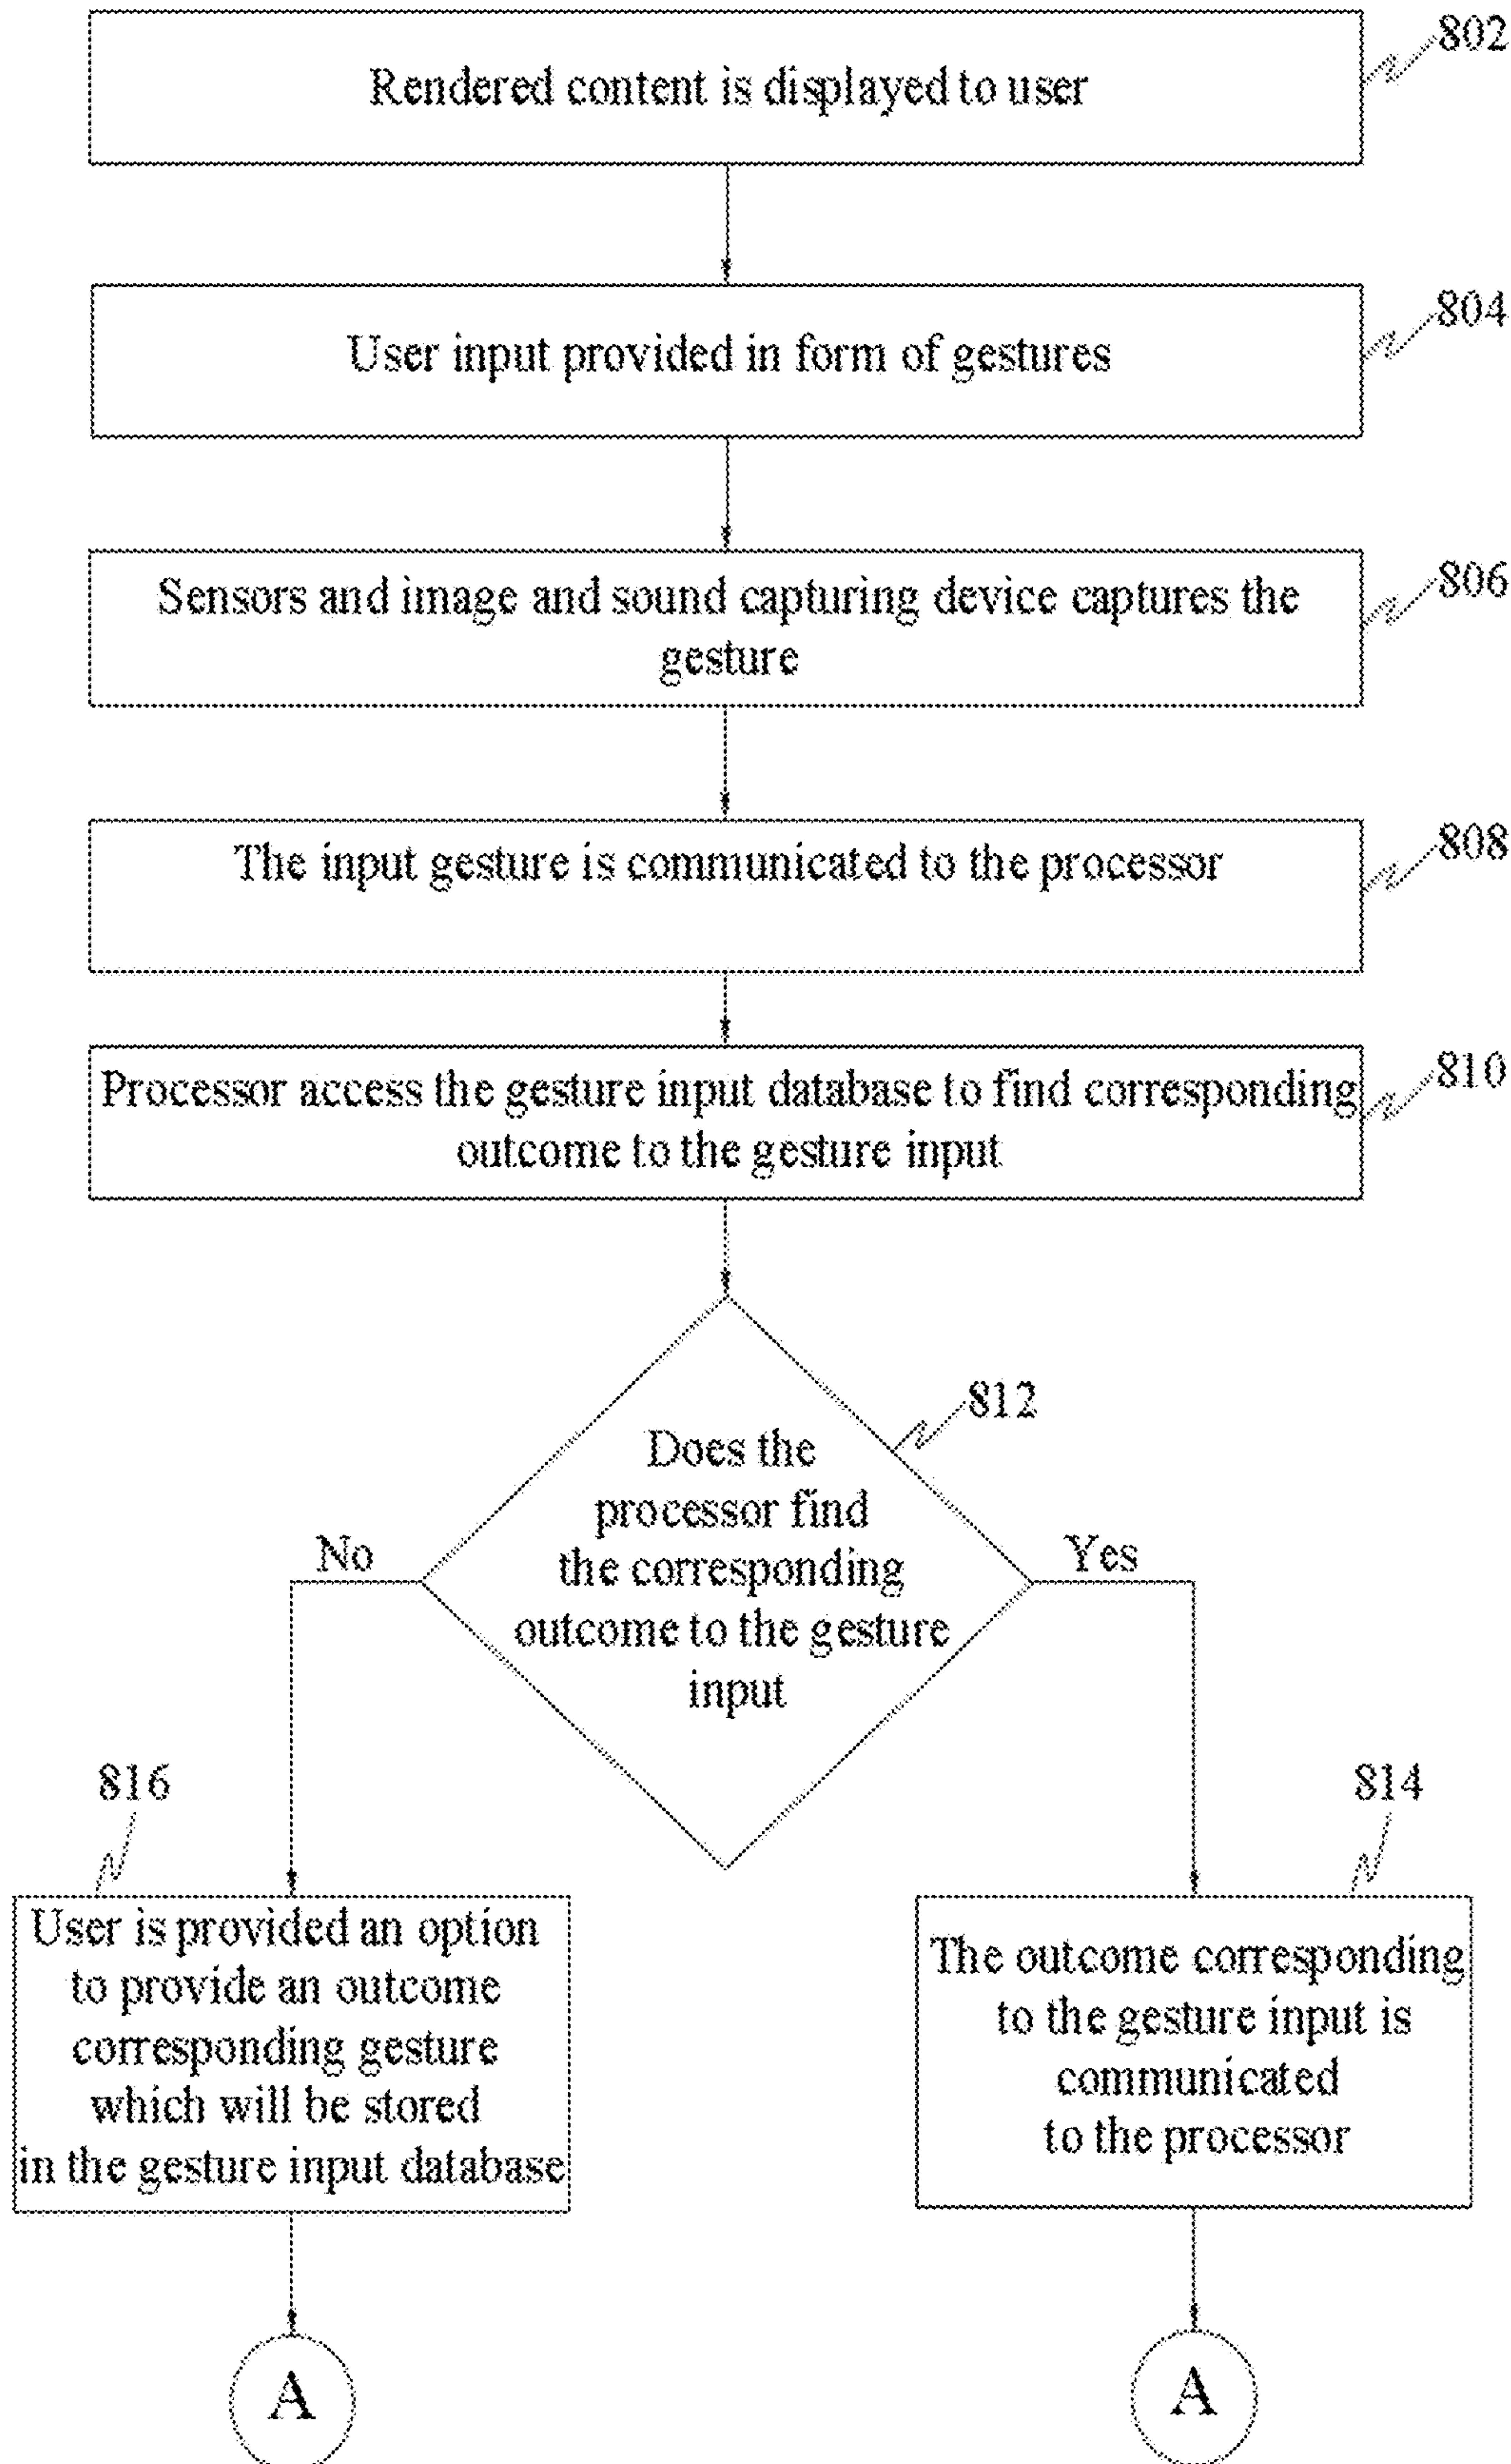 Rendered content is displayed to user
802
User input provided in form of gestures
804
Sensors and image and sound capturing device captures the
gesture
806
The input gesture is communicated to the processor
808
Processor access the gesture input database to find corresponding
outcome to the gesture input
810
812
Does the
processor find
the corresponding
outcome to the gesture
input
No
Yes
816
User is provided an option
to provide an outcome
corresponding gesture
which will be stored
in the gesture input database
814
The outcome corresponding
to the gesture input is
communicated
to the processor
A
A